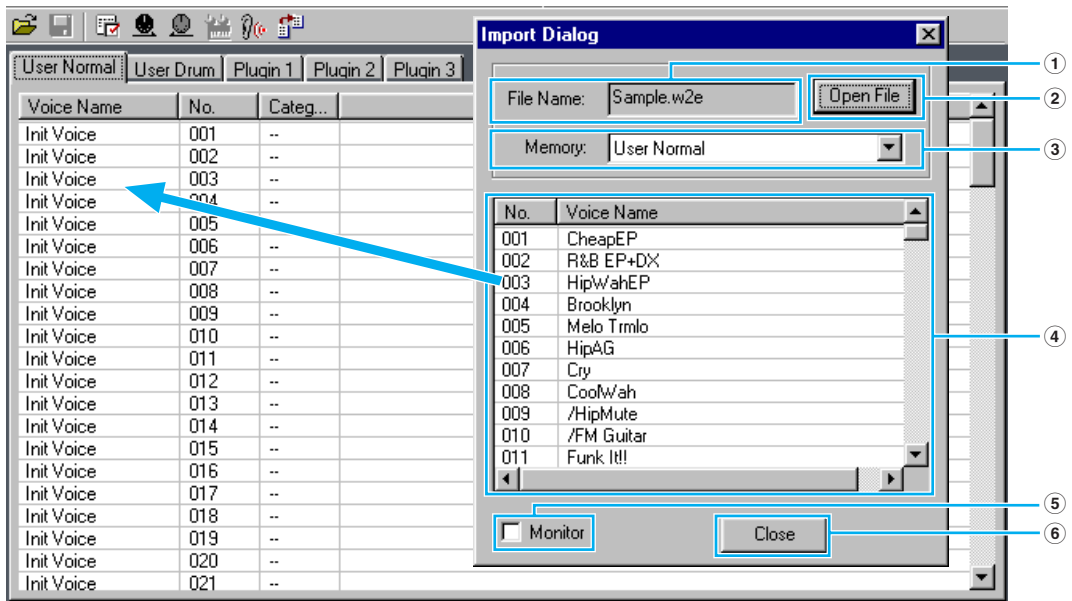 User Normal User Drum Plugin 1 Plugin 2 Plugin 3
Voice Name No. Categ...
Init Voice 001 --
Init Voice 002 --
Init Voice 003 --
Init Voice 004 --
Init Voice 005 --
Init Voice 006 --
Init Voice 007 --
Init Voice 008 --
Init Voice 009 --
Init Voice 010 --
Init Voice 011 --
Init Voice 012 --
Init Voice 013 --
Init Voice 014 --
Init Voice 015 --
Init Voice 016 --
Init Voice 017 --
Init Voice 018 --
Init Voice 019 --
Init Voice 020 --
Init Voice 021 --
Import Dialog
File Name: Sample.w2e Open File
Memory: User Normal
No. Voice Name
001 CheapEP
002 R&B EP+DX
003 HipWahEP
004 Brooklyn
005 Melo Trmlo
006 HipAG
007 Cry
008 CoolWah
009 /HipMute
010 /FM Guitar
011 Funk It!!
Monitor Close
①
②
③
④
⑤
⑥